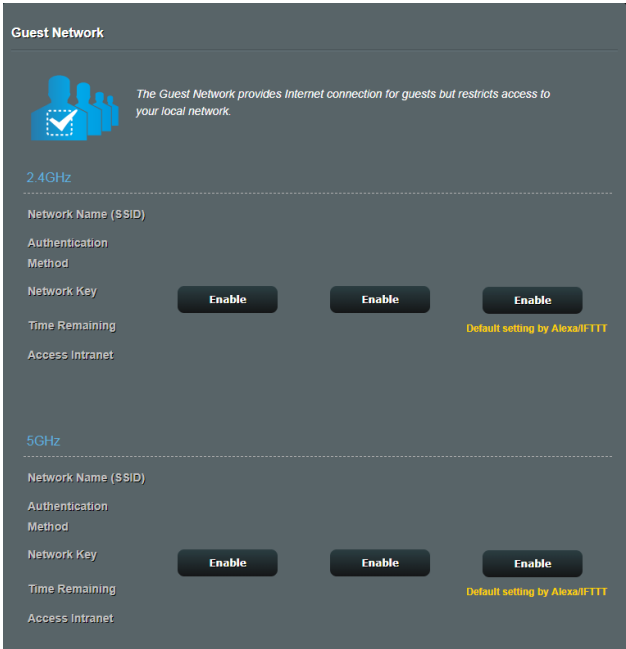 Guest Network
The Guest Network provides Internet connection for guests but restricts access to
your local network.
2.4GHz
Network Name (SSID)
Authentication
Method
Network Key
Enable Enable Enable
Time Remaining
Default setting by Alexa/IFTTT
Access Intranet
5GHz
Network Name (SSID)
Authentication
Method
Network Key
Enable Enable Enable
Time Remaining
Default setting by Alexa/IFTTT
Access Intranet